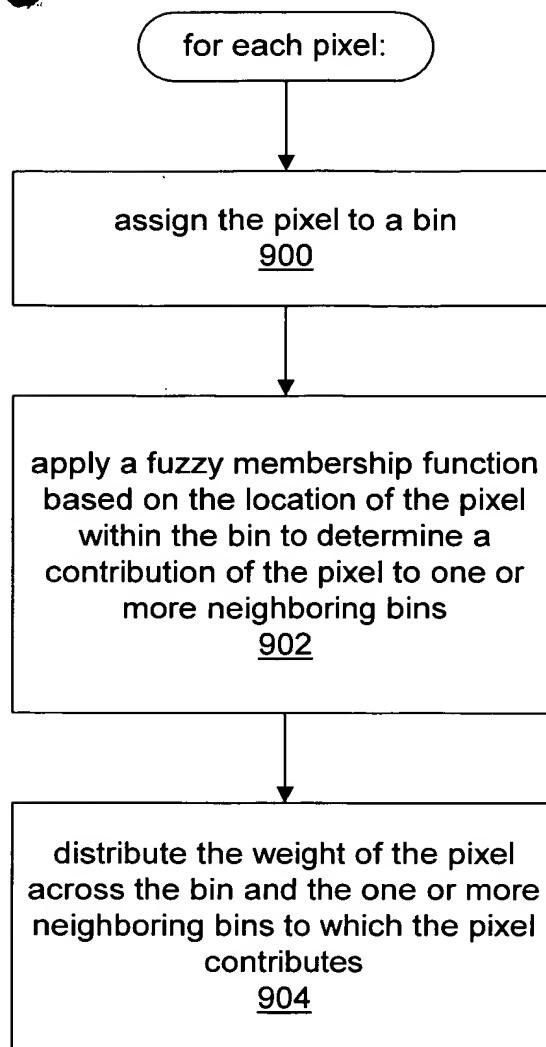 for each pixel:
assign the pixel to a bin
900
apply a fuzzy membership function
based on the location of the pixel
within the bin to determine a
contribution of the pixel to one or
more neighboring bins
902
distribute the weight of the pixel
across the bin and the one or more
neighboring bins to which the pixel
contributes
904